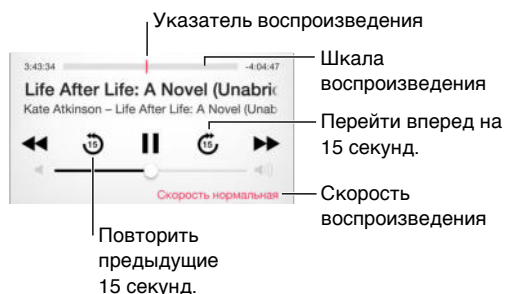 Указатель воспроизведения
3:43:34
-4:04:47
Шкала
воспроизведения
Life After Life: A Novel (Unabri
Kate Atkinson – Life After Life: A Novel (Unab
Перейти вперед на
15 секунд.
15
15
Скорость нормальная
Скорость
воспроизведения
Повторить
предыдущие
15 секунд.